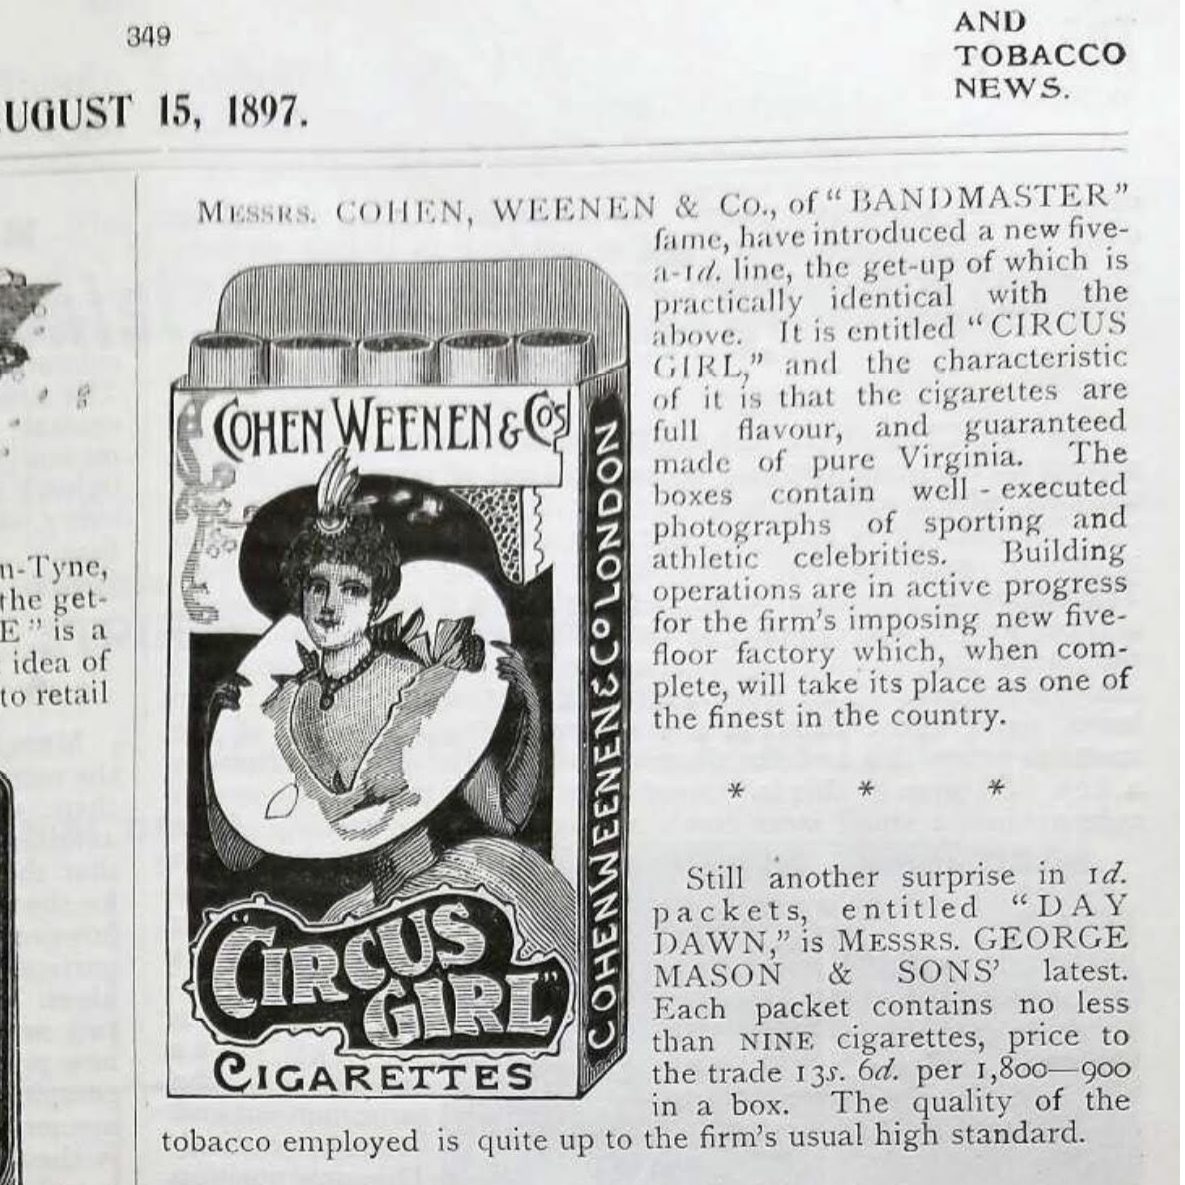 349
AND
TOBACCO
NEWS.
UGUST 15, 1897.
n-Tyne,
the get-
E" is a
idea of
to retail
MESSRS. COHEN, WEENEN & Co., of "BANDMASTER"
fame, have introduced a new five-
a-1d. line, the get-up of which is
practically identical with the
above. It is entitled "CIRCUS
GIRL," and the characteristic
of it is that the cigarettes are
full flavour, and guaranteed
made of pure Virginia. The
boxes contain well-executed
photographs of sporting and
athletic celebrities. Building
operations are in active progress
for the firm's imposing new five-
floor factory which, when com-
plete, will take its place as one of
the finest in the country.
* * *
COHEN WEENEN & Co's
"CIRCUS
GIRL"
CIGARETTES
COHEN WEENEN & Co LONDON
Still another surprise in 1d.
packets, entitled "DAY
DAWN," is MESSRS. GEORGE
MASON & SONS' latest.
Each packet contains no less
than NINE cigarettes, price to
the trade 13s. 6d. per 1,800—900
in a box. The quality of the
tobacco employed is quite up to the firm's usual high standard.